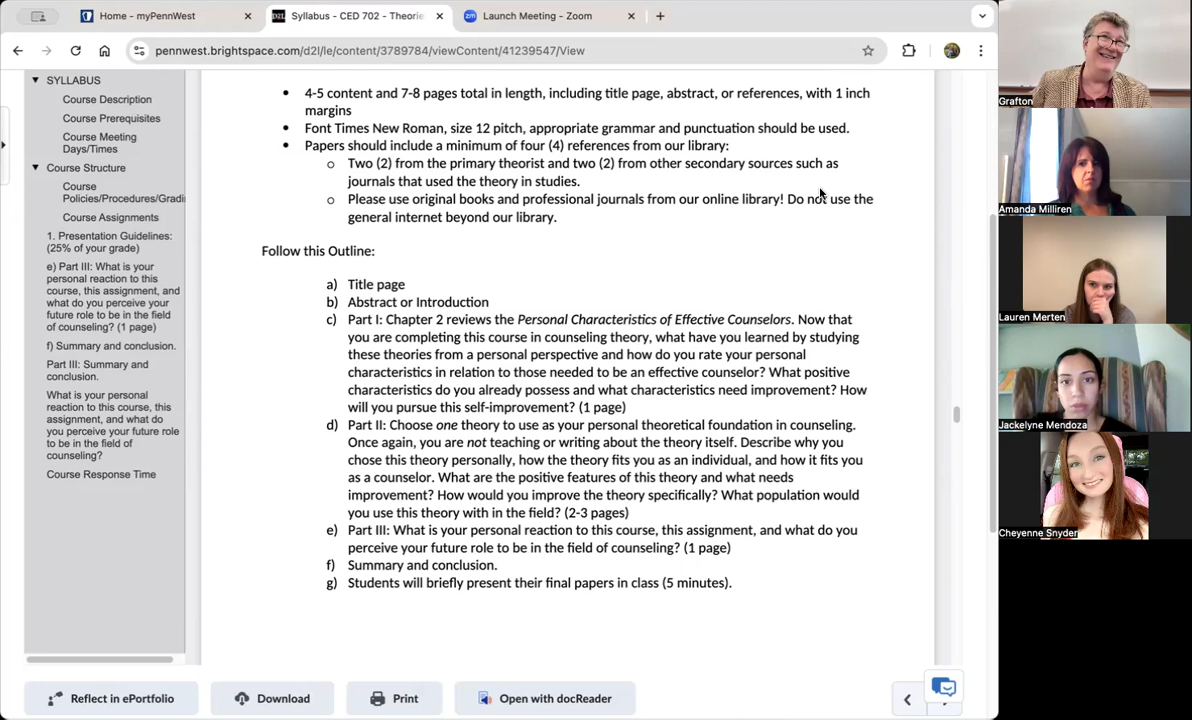 Home - myPennWest
Syllabus - CED 702 - Theorie
Launch Meeting - Zoom
pennwest.brightspace.com/d2l/le/content/3789784/viewContent/41239547/View
SYLLABUS
Course Description
Course Prerequisites
Course Meeting
Days/Times
Course Structure
Course
Policies/Procedures/Gradi
Course Assignments
1. Presentation Guidelines:
(25% of your grade)
e) Part III: What is your
personal reaction to this
course, this assignment, and
what do you perceive your
future role to be in the field
of counseling? (1 page)
f) Summary and conclusion.
Part III: Summary and
conclusion.
What is your personal
reaction to this course, this
assignment, and what do
you perceive your future role
to be in the field of
counseling?
Course Response Time
• 4-5 content and 7-8 pages total in length, including title page, abstract, or references, with 1 inch
margins
• Font Times New Roman, size 12 pitch, appropriate grammar and punctuation should be used.
• Papers should include a minimum of four (4) references from our library:
o Two (2) from the primary theorist and two (2) from other secondary sources such as
journals that used the theory in studies.
o Please use original books and professional journals from our online library! Do not use the
general internet beyond our library.
Follow this Outline:
a) Title page
b) Abstract or Introduction
c) Part I: Chapter 2 reviews the Personal Characteristics of Effective Counselors. Now that
you are completing this course in counseling theory, what have you learned by studying
these theories from a personal perspective and how do you rate your personal
characteristics in relation to those needed to be an effective counselor? What positive
characteristics do you already possess and what characteristics need improvement? How
will you pursue this self-improvement? (1 page)
d) Part II: Choose one theory to use as your personal theoretical foundation in counseling.
Once again, you are not teaching or writing about the theory itself. Describe why you
chose this theory personally, how the theory fits you as an individual, and how it fits you
as a counselor. What are the positive features of this theory and what needs
improvement? How would you improve the theory specifically? What population would
you use this theory with in the field? (2-3 pages)
e) Part III: What is your personal reaction to this course, this assignment, and what do you
perceive your future role to be in the field of counseling? (1 page)
f) Summary and conclusion.
g) Students will briefly present their final papers in class (5 minutes).
Reflect in ePortfolio
Download
Print
Open with docReader
Grafton
Amanda Milliren
Lauren Merten
Jackelyne Mendoza
Cheyenne Snyder